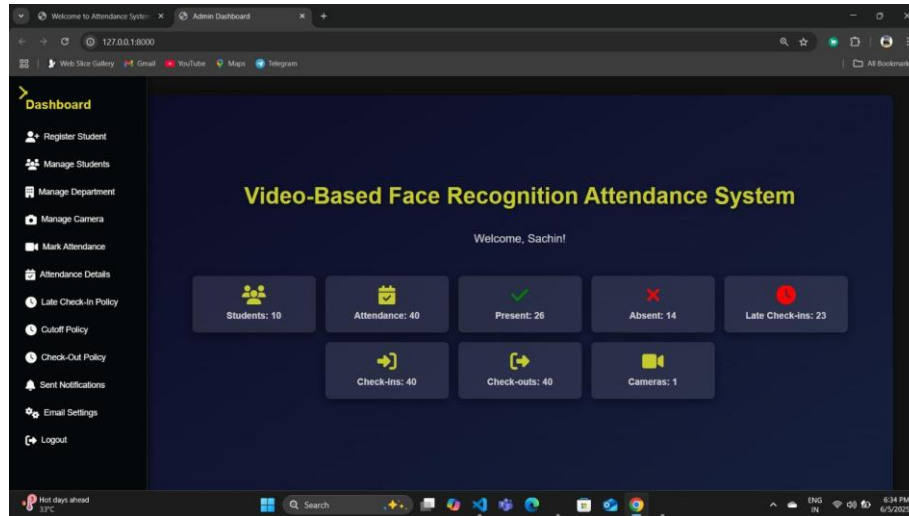 Welcome to Attendance System
Admin Dashboard
127.0.0.1:8000
Web Slice Gallery
Gmail
YouTube
Maps
Telegram
All Bookmark
Dashboard
Register Student
Manage Students
Manage Department
Manage Camera
Mark Attendance
Attendance Details
Late Check-In Policy
Cutoff Policy
Check-Out Policy
Sent Notifications
Email Settings
Logout
Video-Based Face Recognition Attendance System
Welcome, Sachin!
Students: 10
Attendance: 40
Present: 26
Absent: 14
Late Check-ins: 23
Check-ins: 40
Check-outs: 40
Cameras: 1
Hot days ahead
33°C
Search
ENG
IN
6:34 PM
6/5/2025